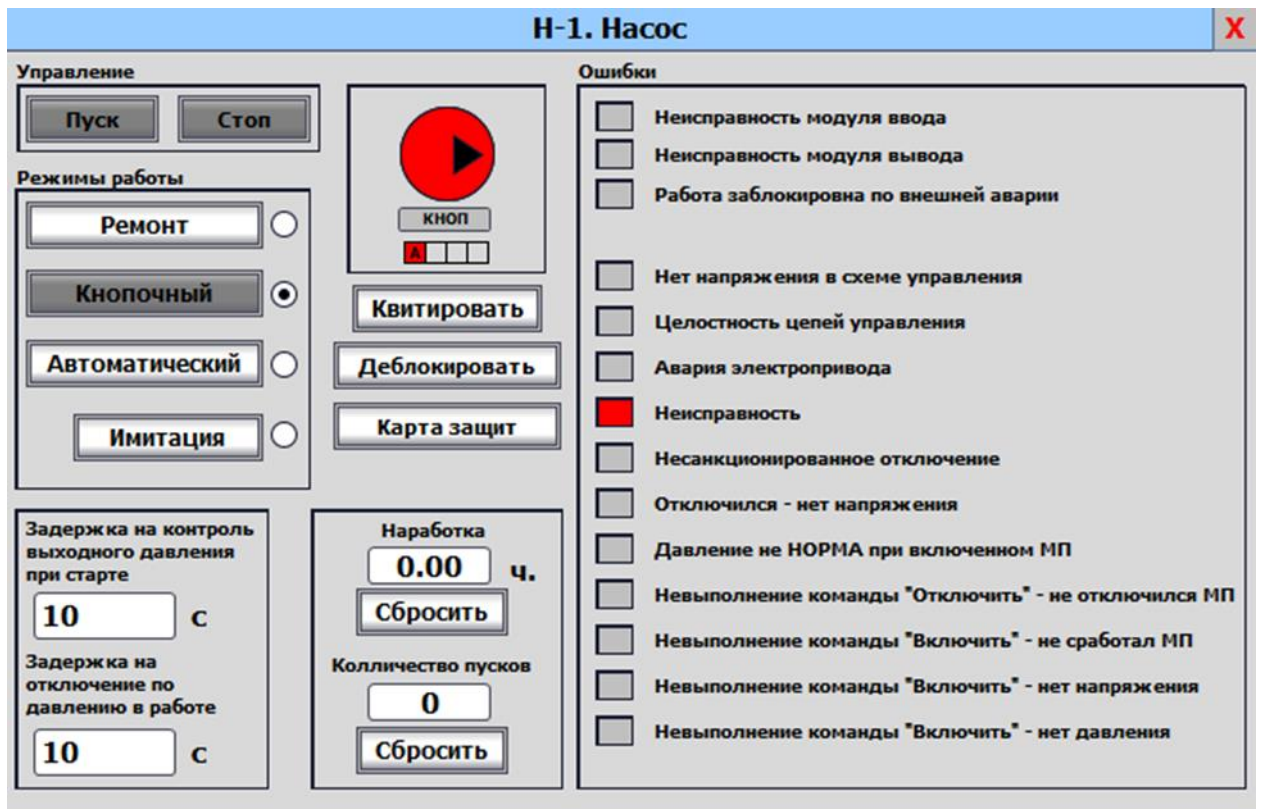 Н-1. Насос
X
Управление
Пуск
Стоп
Режимы работы
Ремонт
Кнопочный
Автоматический
Имитация
КНОП
А
Квитировать
Деблокировать
Карта защит
Задержка на контроль
выходного давления
при старте
10 с
Задержка на
отключение по
давлению в работе
10 с
Наработка
0.00 ч.
Сбросить
Колличество пусков
0
Сбросить
Ошибки
Неисправность модуля ввода
Неисправность модуля вывода
Работа заблокировна по внешней аварии
Нет напряжения в схеме управления
Целостность цепей управления
Авария электропривода
Неисправность
Несанкционированное отключение
Отключился - нет напряжения
Давление не НОРМА при включенном МП
Невыполнение команды "Отключить" - не отключился МП
Невыполнение команды "Включить" - не сработал МП
Невыполнение команды "Включить" - нет напряжения
Невыполнение команды "Включить" - нет давления